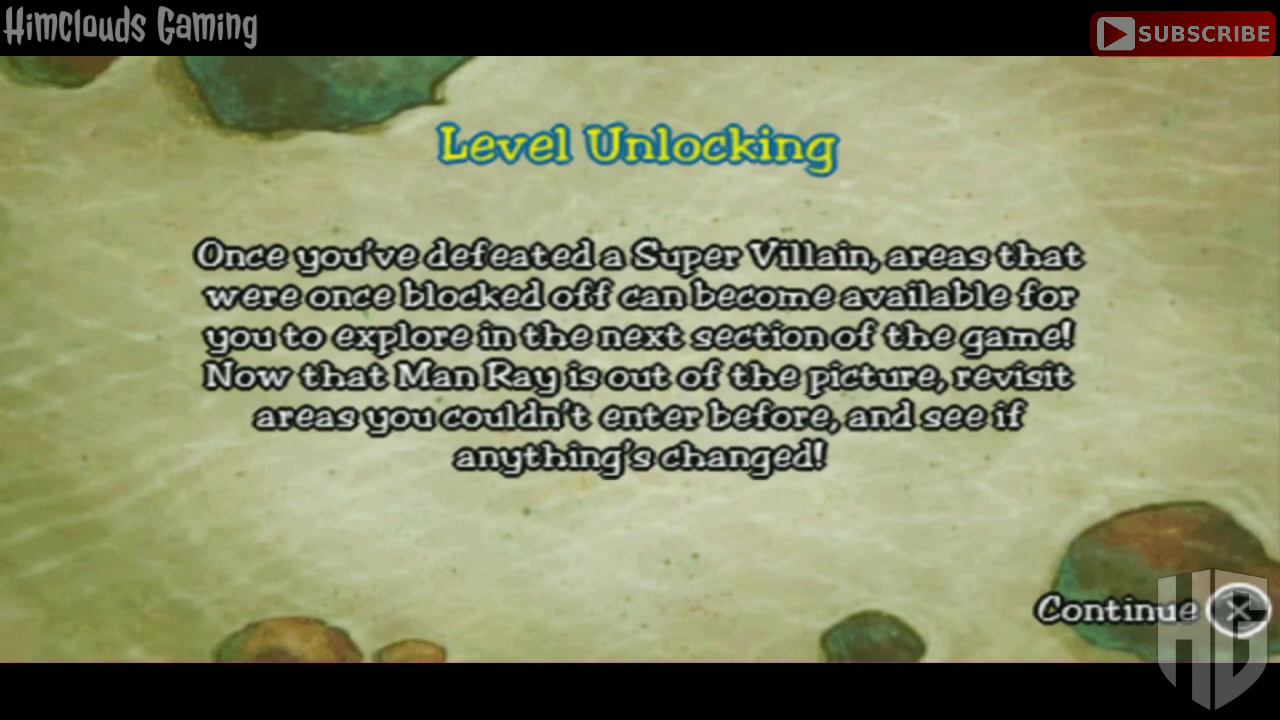 Himclouds Gaming
SUBSCRIBE
Level Unlocking
Once you've defeated a Super Villain, areas that
were once blocked off can become available for
you to explore in the next section of the game!
Now that Man Ray is out of the picture, revisit
areas you couldn't enter before, and see if
anything's changed!
Continue
HG